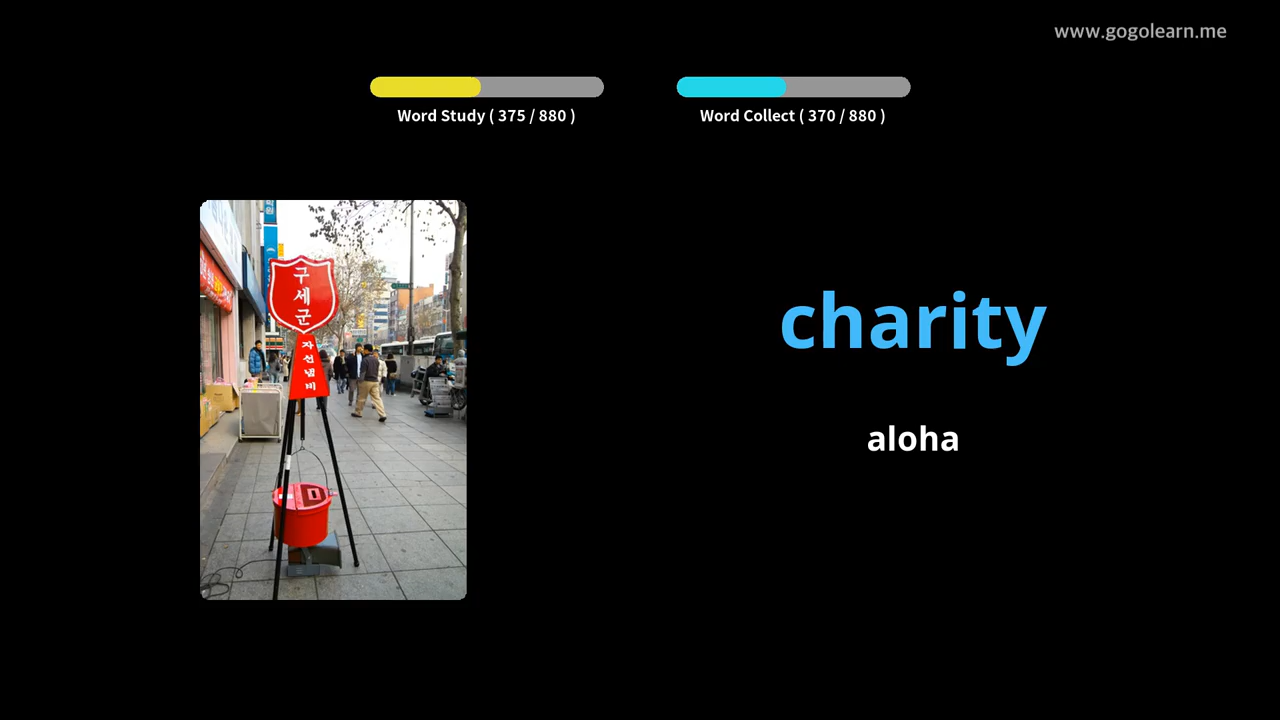 www.gogolearn.me
Word Study ( 375 / 880 )
Word Collect ( 370 / 880 )
구세군
자선냄비
charity
aloha